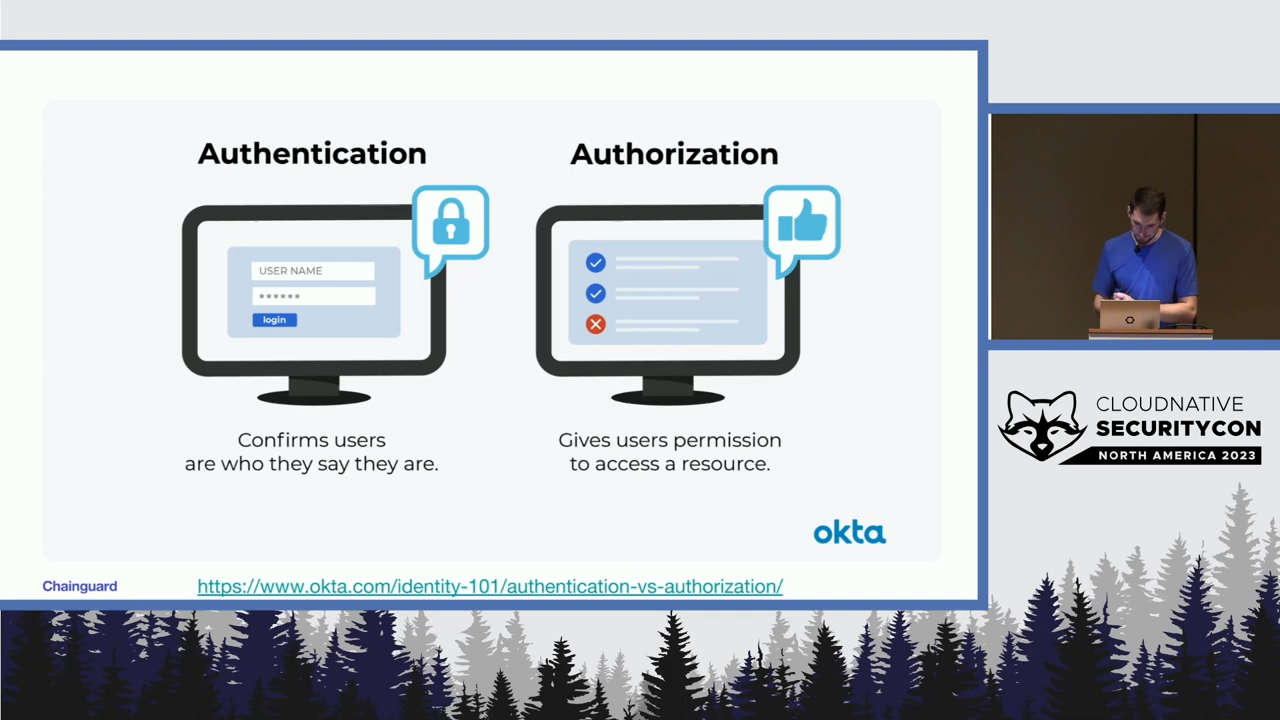 Authentication
USER NAME
******
login
Confirms users
are who they say they are.
Authorization
Gives users permission
to access a resource.
okta
Chainguard
https://www.okta.com/identity-101/authentication-vs-authorization/
CLOUDNATIVE
SECURITYCON
NORTH AMERICA 2023